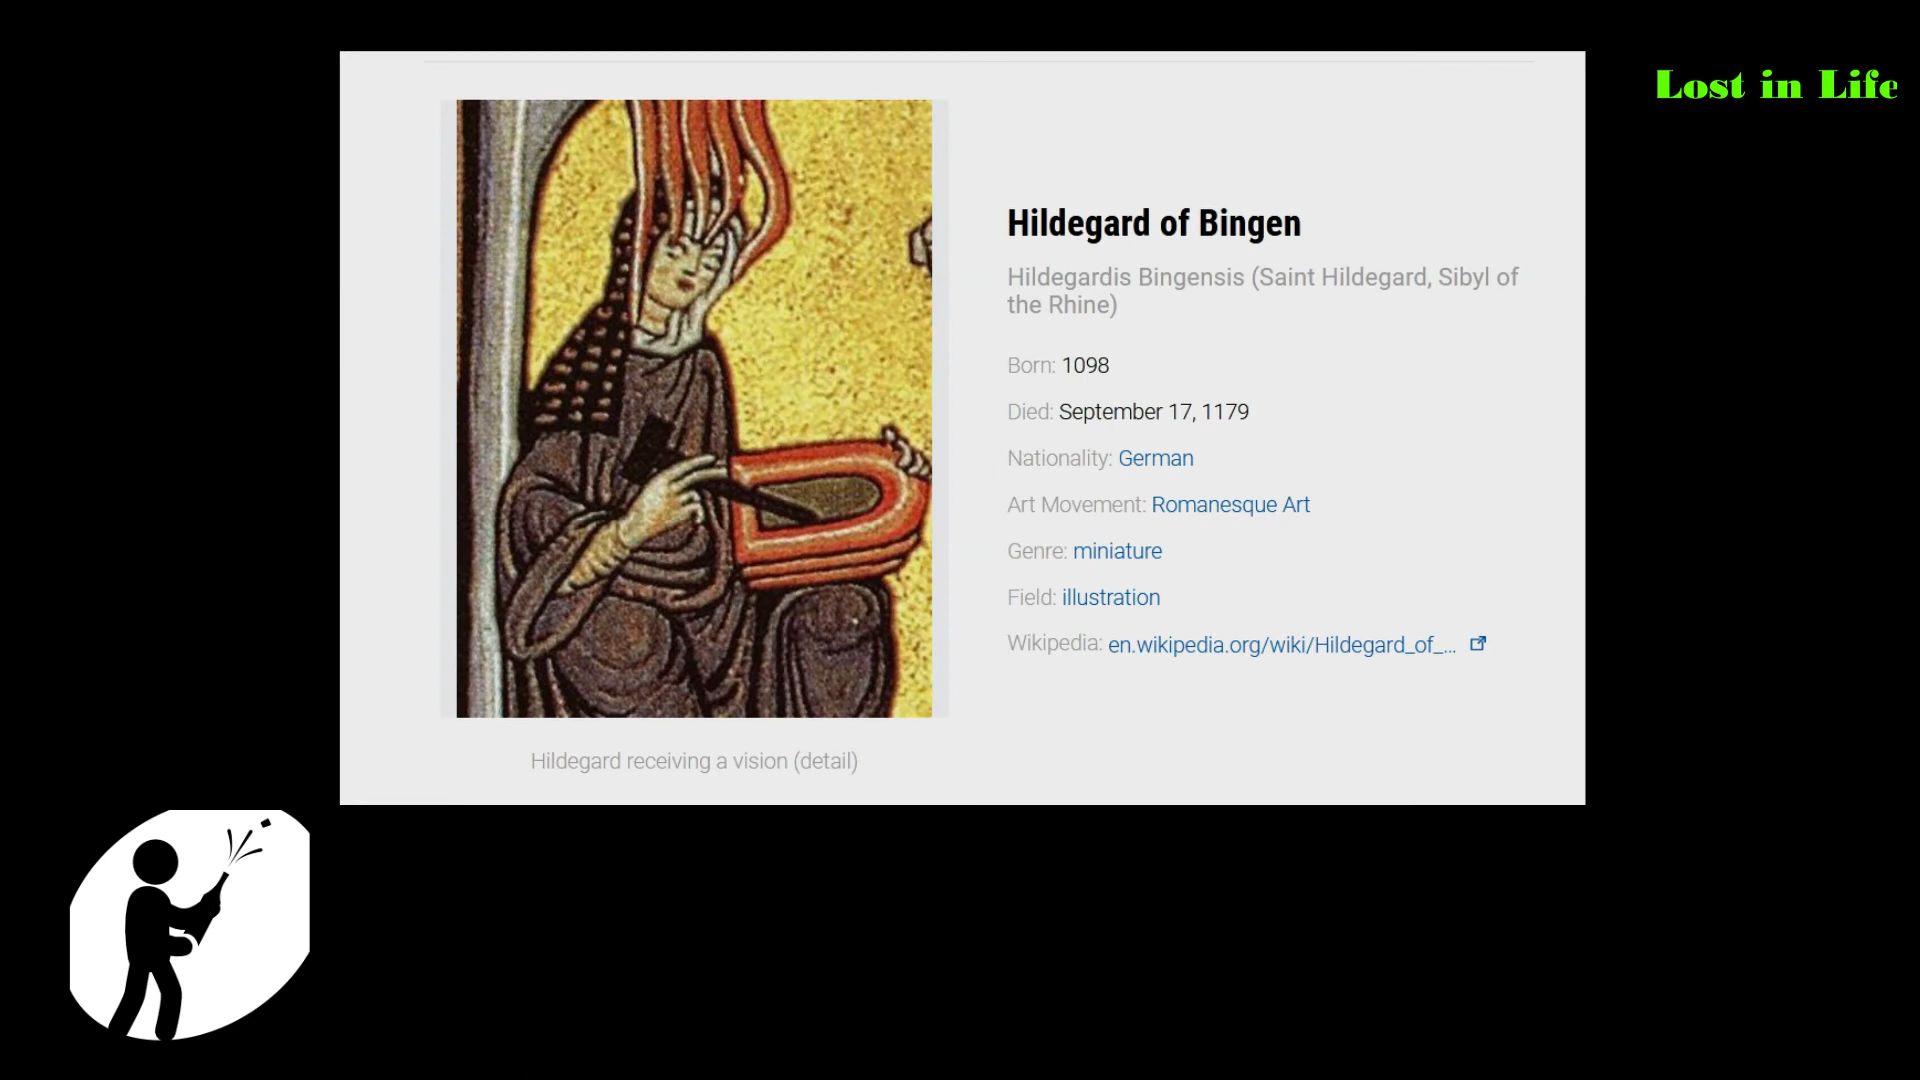 Lost in Life
Hildegard of Bingen
Hildegardis Bingensis (Saint Hildegard, Sibyl of
the Rhine)
Born: 1098
Died: September 17, 1179
Nationality: German
Art Movement: Romanesque Art
Genre: miniature
Field: illustration
Wikipedia: en.wikipedia.org/wiki/Hildegard_of_...
Hildegard receiving a vision (detail)